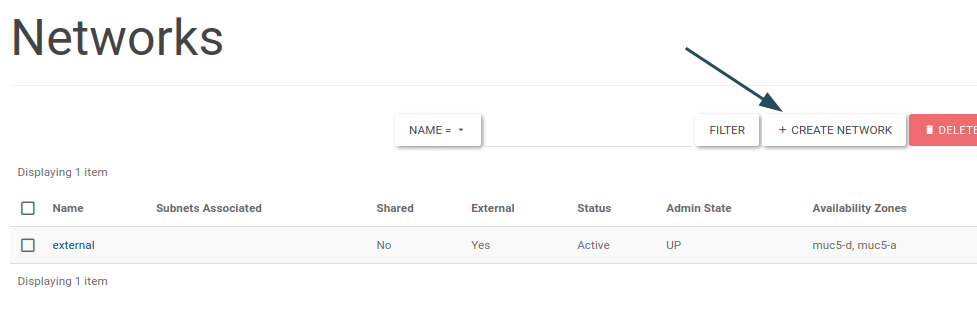 Networks
NAME = FILTER + CREATE NETWORK DELETE
Displaying 1 item
Name Subnets Associated Shared External Status Admin State Availability Zones
external No Yes Active UP muc5-d, muc5-a
Displaying 1 item